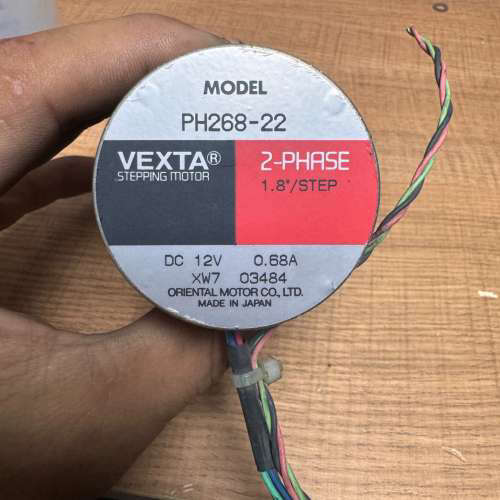 MODEL
PH268-22
VEXTA® 2-PHASE
STEPPING MOTOR 1.8°/STEP
DC 12V 0.68A
XW7 03484
ORIENTAL MOTOR CO., LTD.
MADE IN JAPAN